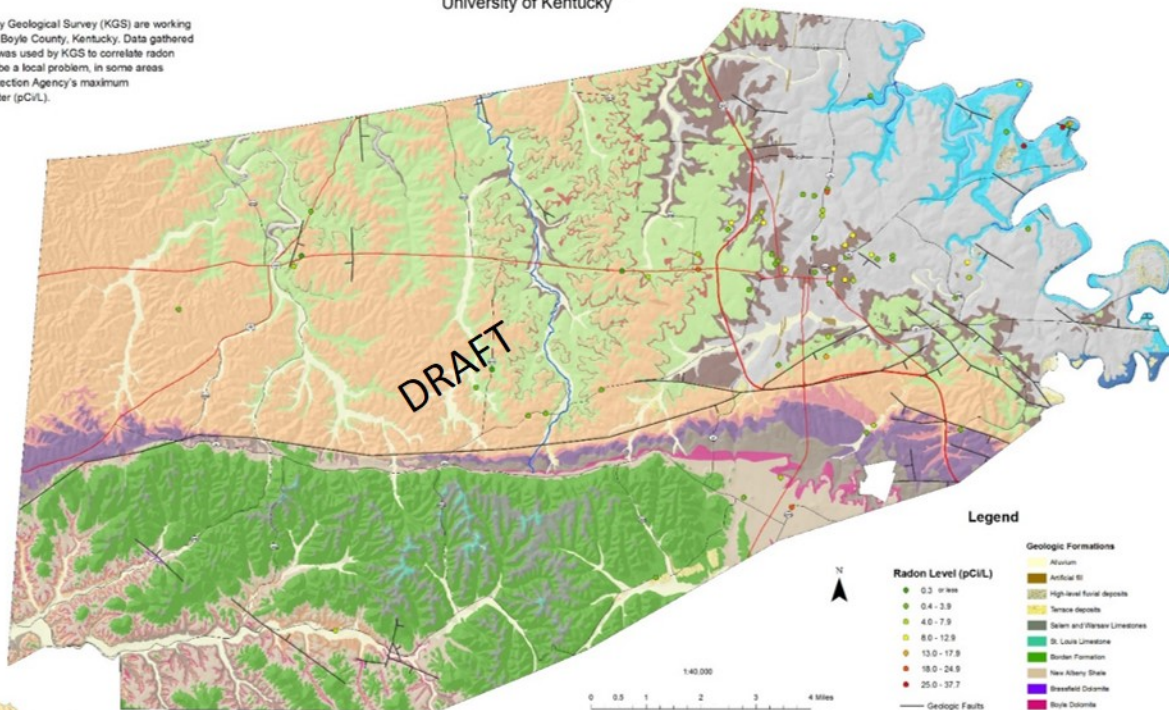 University of Kentucky
y Geological Survey (KGS) are working
Boyle County, Kentucky. Data gathered
was used by KGS to correlate radon
be a local problem, in some areas
ection Agency's maximum
ter (pCi/L).
DRAFT
N
1:40,000
0 0.5 1 2 3 4 Miles
Legend
Radon Level (pCi/L)
0.3 or less
0.4 - 3.9
4.0 - 7.9
8.0 - 12.9
13.0 - 17.9
18.0 - 24.9
25.0 - 37.7
Geologic Faults
Geologic Formations
Alluvium
Artificial fill
High-level fluvial deposits
Terrace deposits
Salem and Warsaw Limestones
St. Louis Limestone
Borden Formation
New Albany Shale
Brassfield Dolomite
Boyle Dolomite